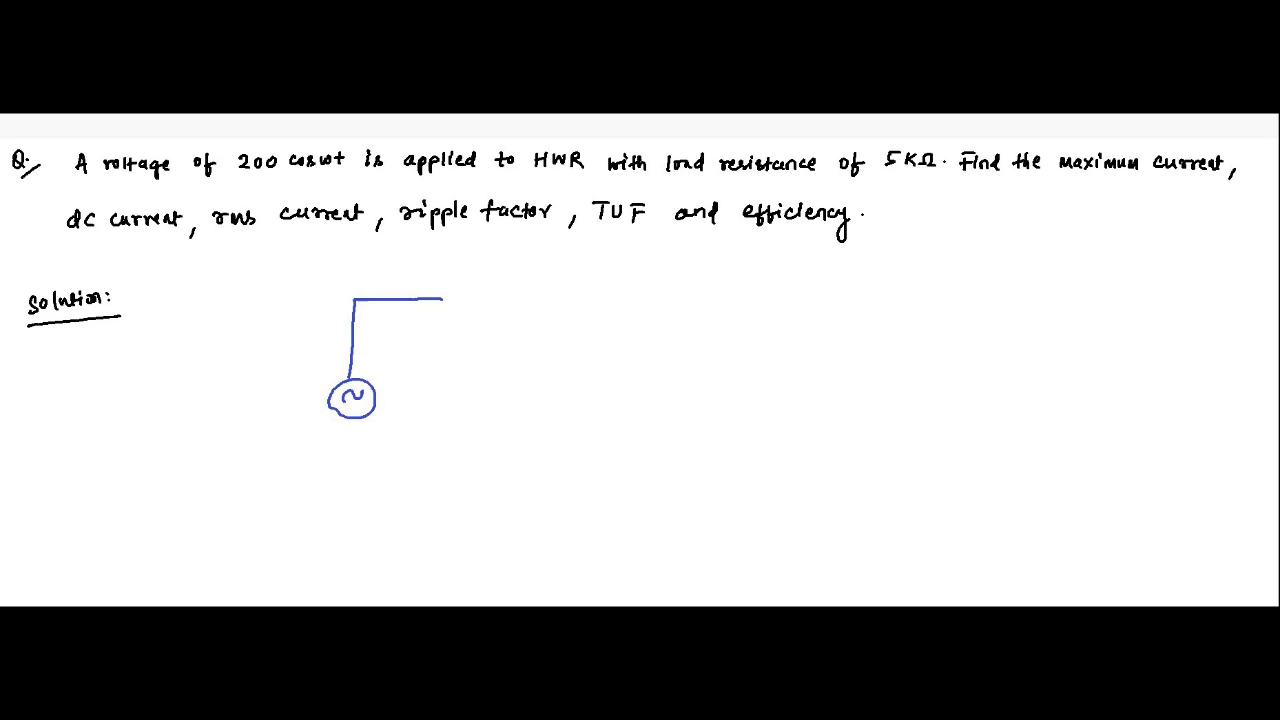 Q. A voltage of 200 cosωt is applied to HWR with load resistance of 5KΩ. Find the maximum current,
dc current, rms current, ripple factor, TUF and efficiency.
Solution:
~